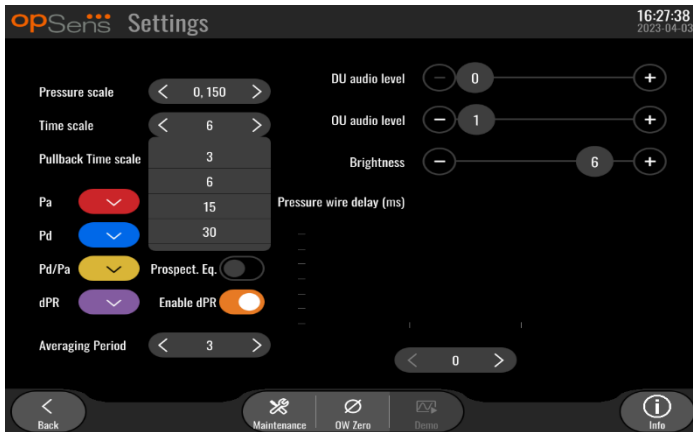 opSens Settings
16:27:38
2023-04-03
Pressure scale < 0, 150 >
Time scale < 6 >
3
6
15
30
Pullback Time scale
Pa
Pd
Pd/Pa Prospect. Eq.
dPR Enable dPR
Averaging Period < 3 >
DU audio level - 0 +
OU audio level - 1 +
Brightness - 6 +
Pressure wire delay (ms)
< 0 >
Back
Maintenance
OW Zero
Demo
Info